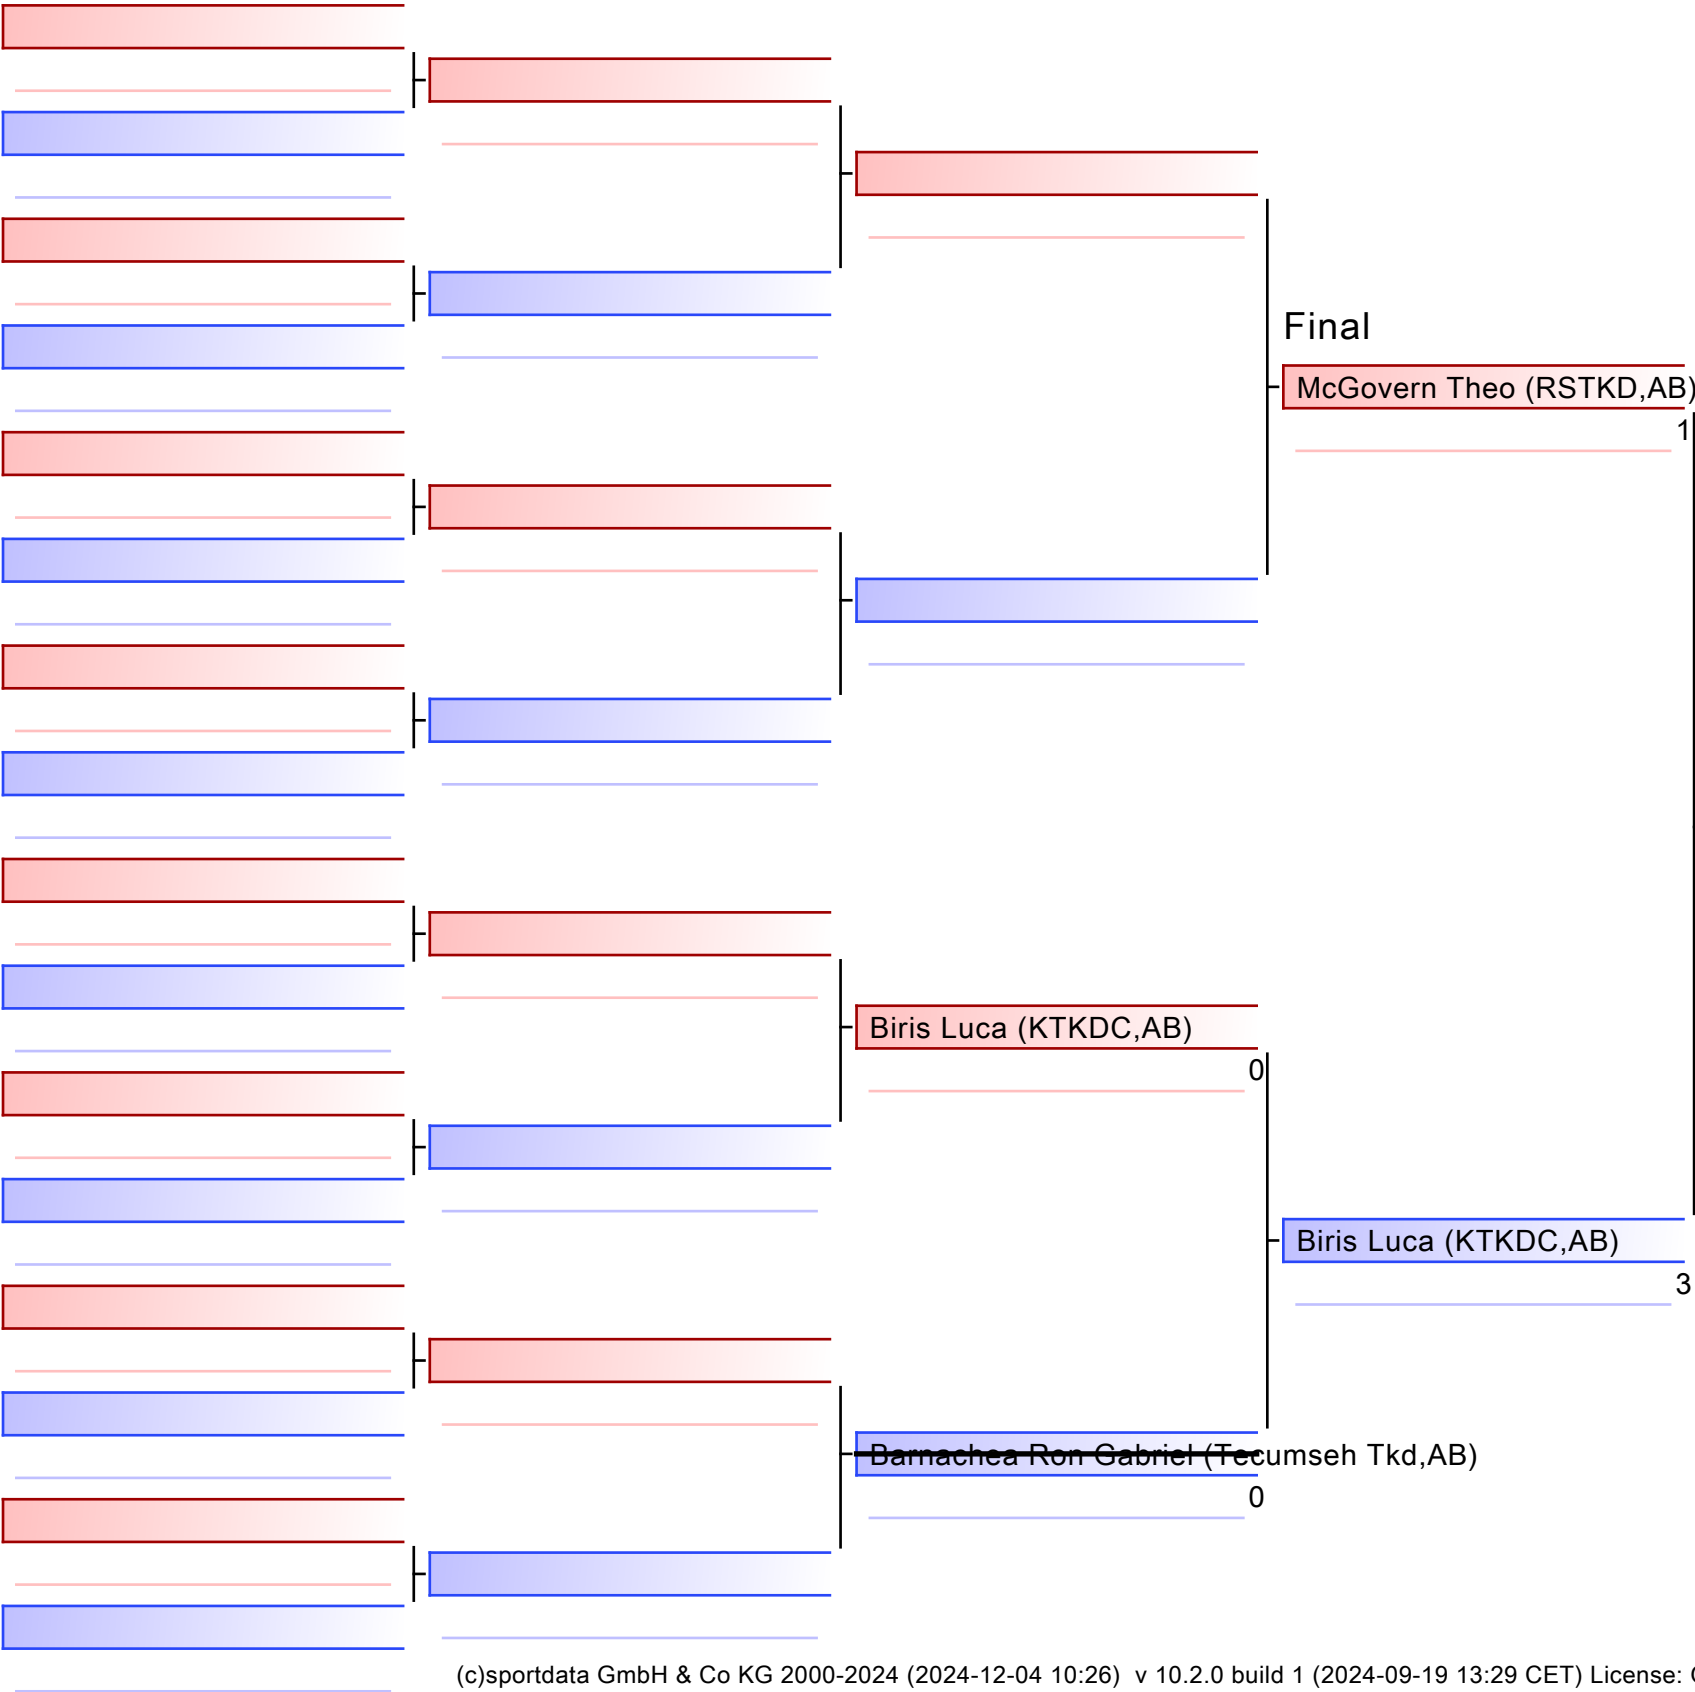 Final
McGovern Theo (RSTKD,AB)
1
Biris Luca (KTKDC,AB)
0
Biris Luca (KTKDC,AB)
3
Barnachea Ron Gabriel (Tecumseh Tkd,AB)
0
(c)sportdata GmbH & Co KG 2000-2024 (2024-12-04 10:26) v 10.2.0 build 1 (2024-09-19 13:29 CET) License: